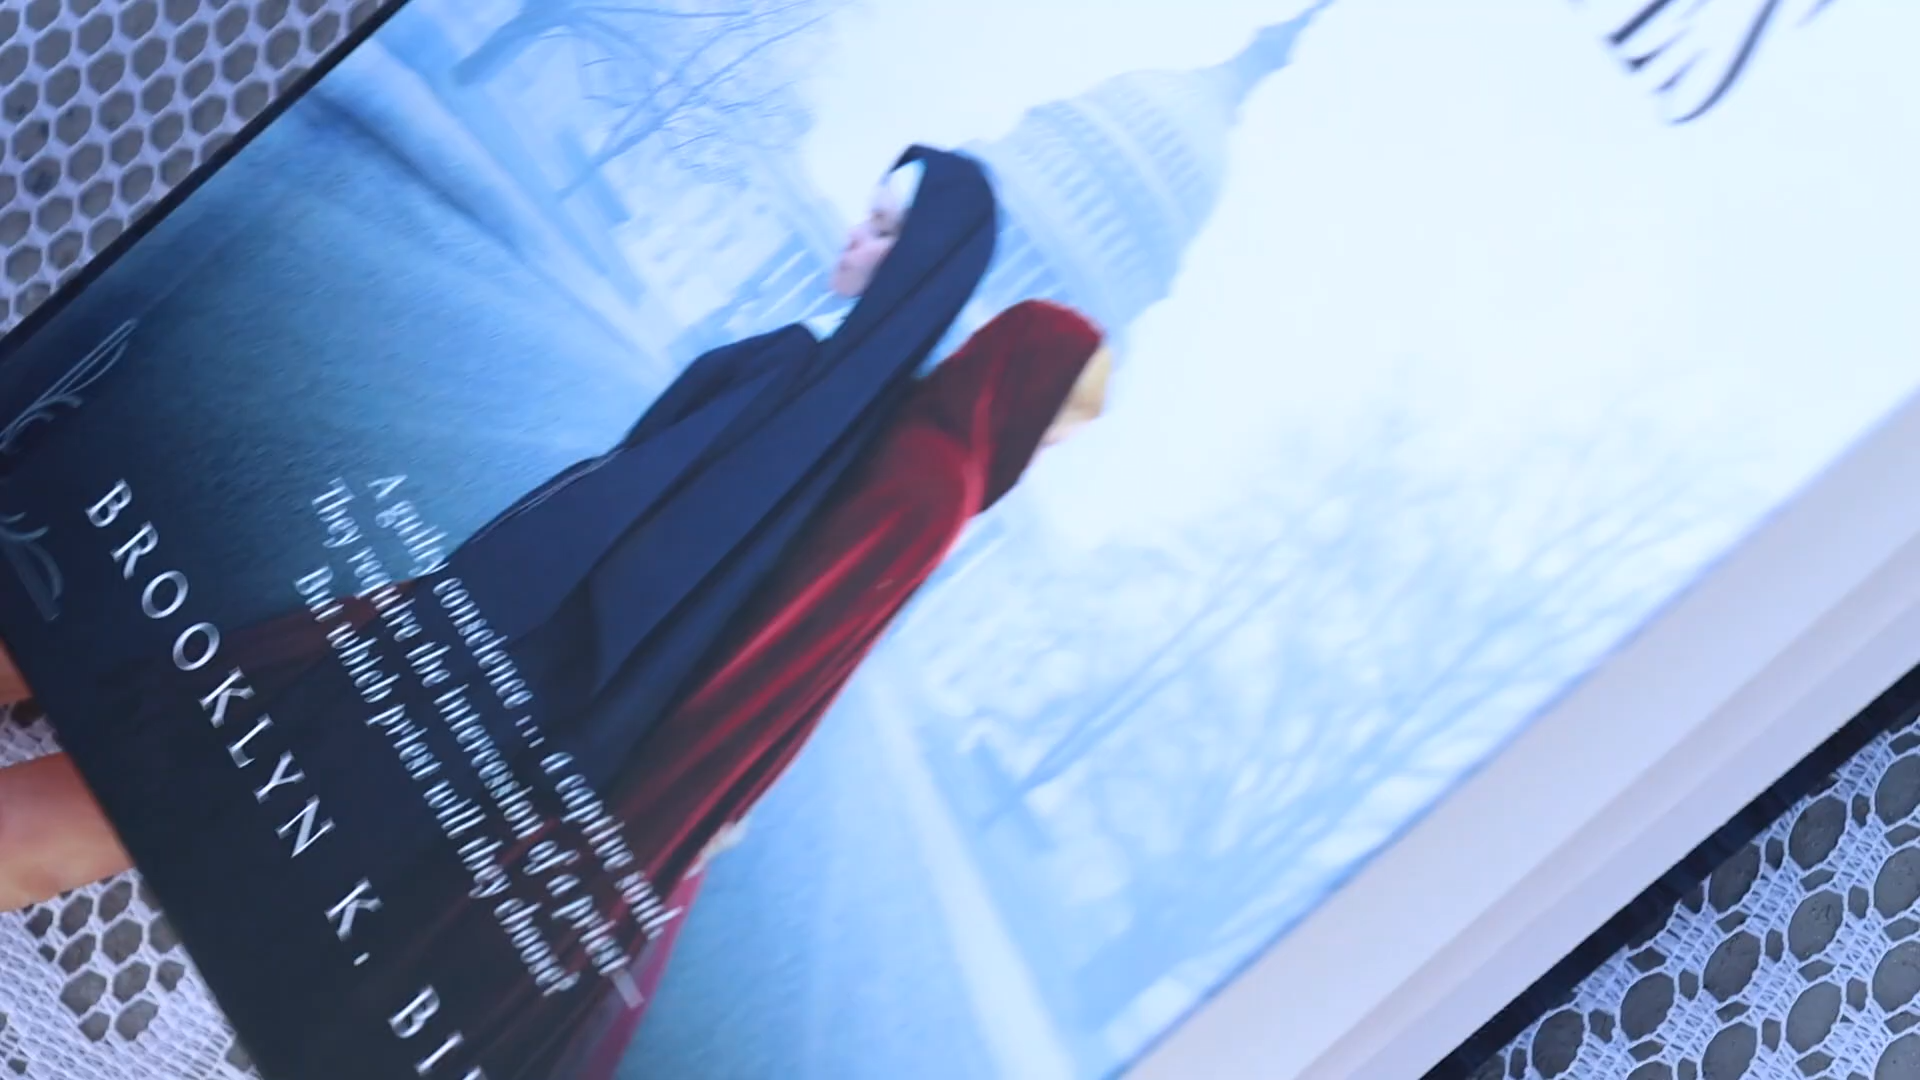 A guilty conscience . . . a captive soul.
They require the intercession of a priest
But which priest will they choose?
BROOKLYN K. BI